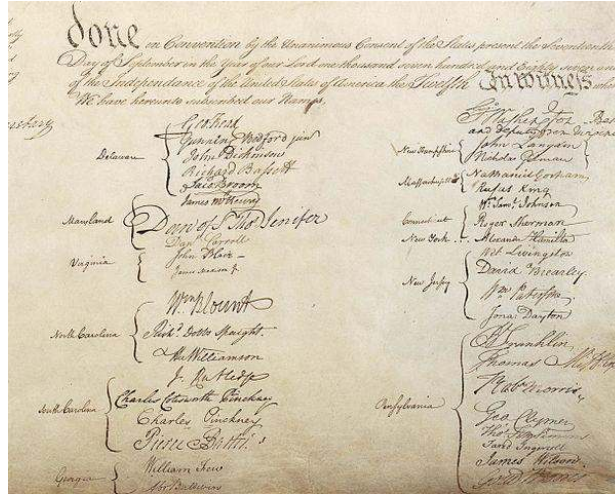 done in Convention by the Unanimous Consent of the States present the Seventeenth
Day of September in the Year of our Lord one thousand seven hundred and Eighty seven and
of the Independance of the United States of America the Twelfth In Witness
We have hereunto subscribed our Names,
Delaware
Geo: Read
Gunning Bedford jun
John Dickinson
Richard Bassett
Jaco: Broom
Maryland
James McHenry
Dan of St Thos Jenifer
Danl Carroll
Virginia
John Blair
James Madison Jr
North Carolina
Wm Blount
Richd Dobbs Spaight.
Hu Williamson
South Carolina
J. Rutledge
Charles Cotesworth Pinckney
Charles Pinckney
Pierce Butler.
Georgia
William Few
Abr Baldwin
Go Washington
and deputy from
New Hampshire
John Langdon
Nicholas Gilman
Massachusetts
Nathaniel Gorham
Rufus King
Connecticut
Wm Saml Johnson
Roger Sherman
New York
Alexander Hamilton
New Jersey
Wil Livingston
David Brearley.
Wm Paterson.
Jona: Dayton
Pensylvania
B Franklin
Thomas Mifflin
Robt Morris
Geo. Clymer
Thos FitzSimons
Jared Ingersoll
James Wilson
Gouv Morris